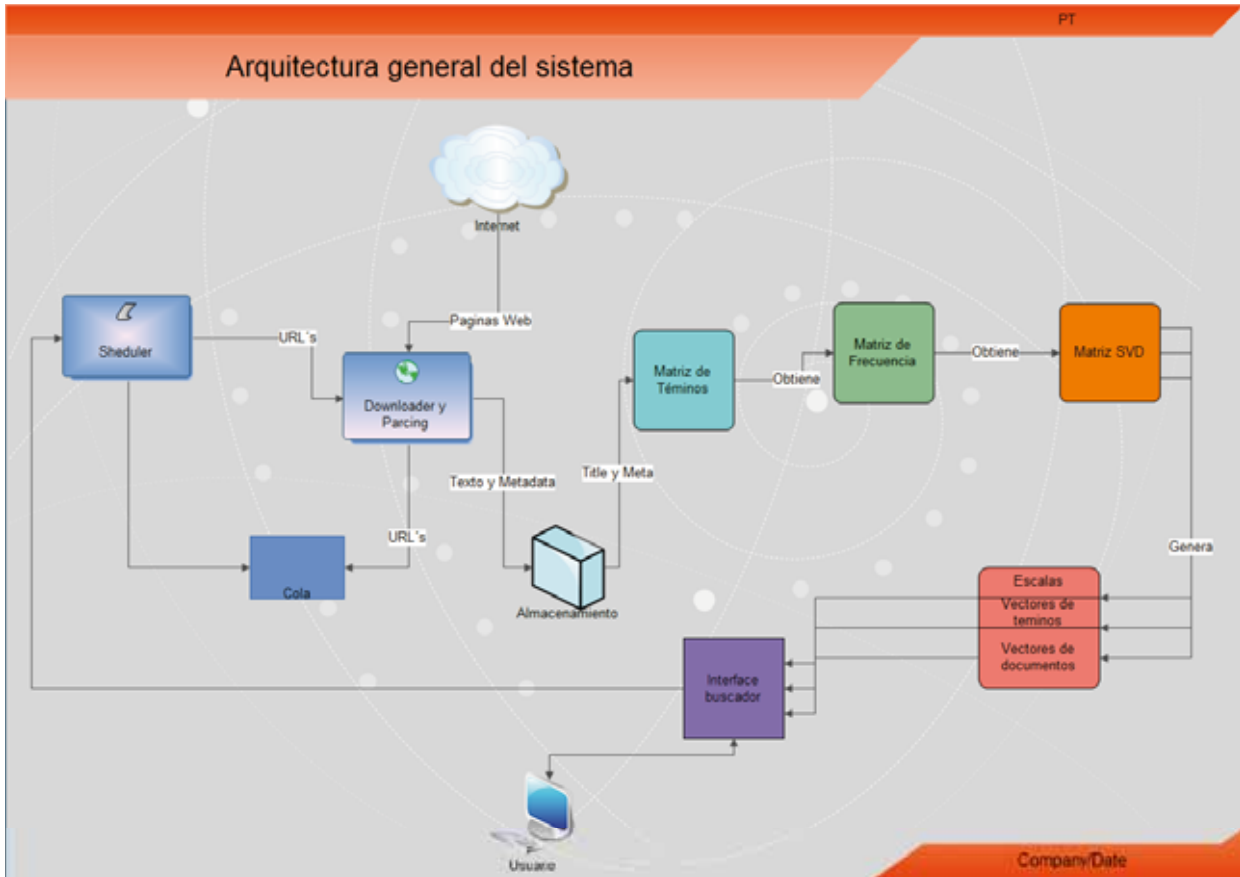 PT
Arquitectura general del sistema
Internet
Paginas Web
Sheduler
URL´s
Downloader y
Parcing
Texto y Metadata
URL´s
Cola
Almacenamiento
Title y Meta
Matriz de
Téminos
Obtiene
Matriz de
Frecuencia
Obtiene
Matriz SVD
Genera
Escalas
Vectores de
teminos
Vectores de
documentos
Interface
buscador
Usuario
Company/Date